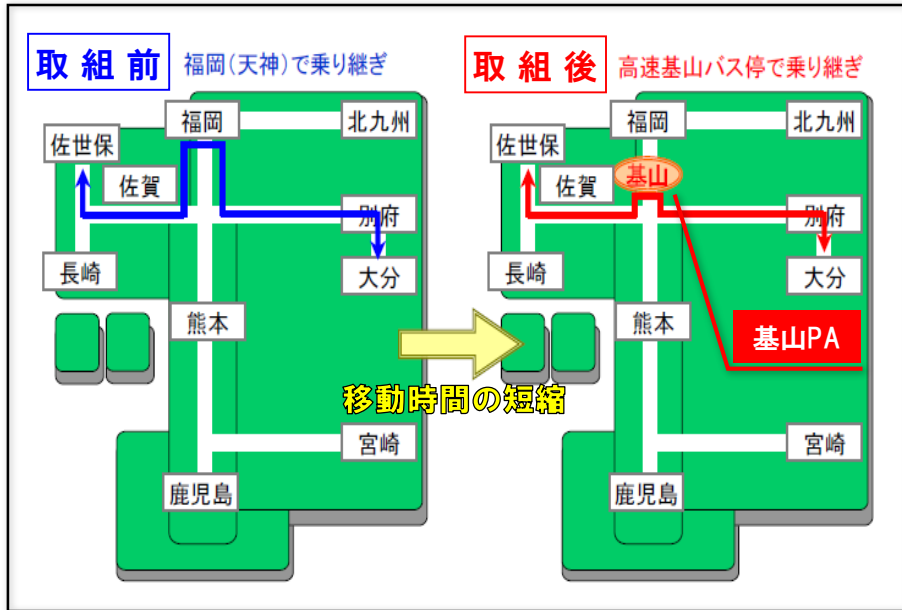 取組前
福岡(天神)で乗り継ぎ
福岡
北九州
佐世保
佐賀
別府
長崎
大分
熊本
宮崎
鹿児島
移動時間の短縮
取組後
高速基山バス停で乗り継ぎ
福岡
北九州
佐世保
基山
佐賀
別府
長崎
大分
熊本
基山PA
宮崎
鹿児島